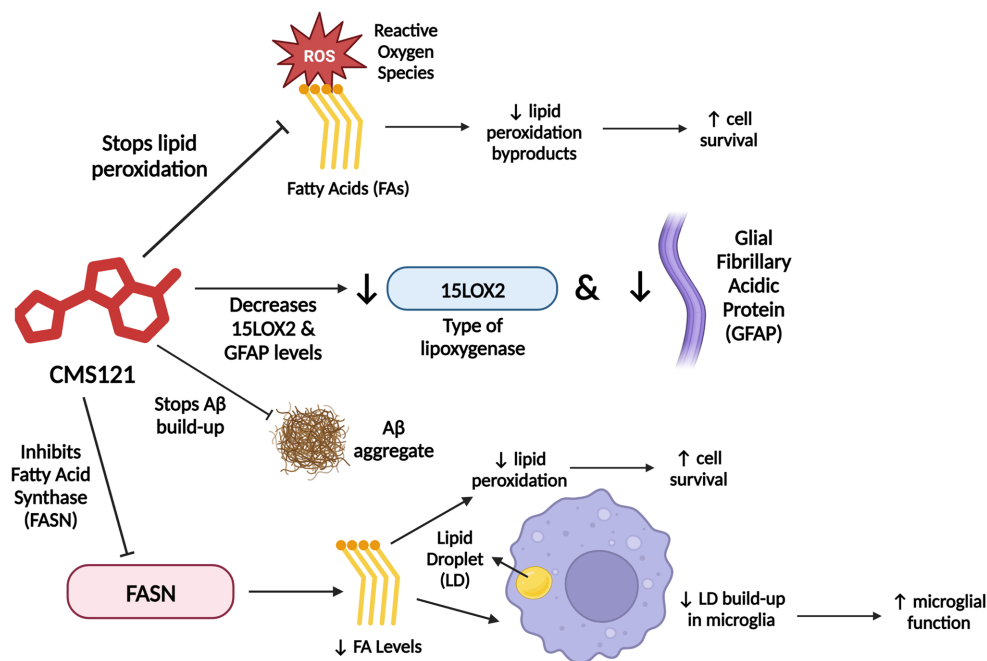 ROS
Reactive
Oxygen
Species
Stops lipid
peroxidation
Fatty Acids (FAs)
↓ lipid
peroxidation
byproducts
↑ cell
survival
CMS121
Decreases
15LOX2 &
GFAP levels
↓ 15LOX2
Type of
lipoxygenase
& ↓
Glial
Fibrillary
Acidic
Protein
(GFAP)
Stops Aβ
build-up
Aβ
aggregate
Inhibits
Fatty Acid
Synthase
(FASN)
FASN
↓ FA Levels
↓ lipid
peroxidation
↑ cell
survival
Lipid
Droplet
(LD)
↓ LD build-up
in microglia
↑ microglial
function